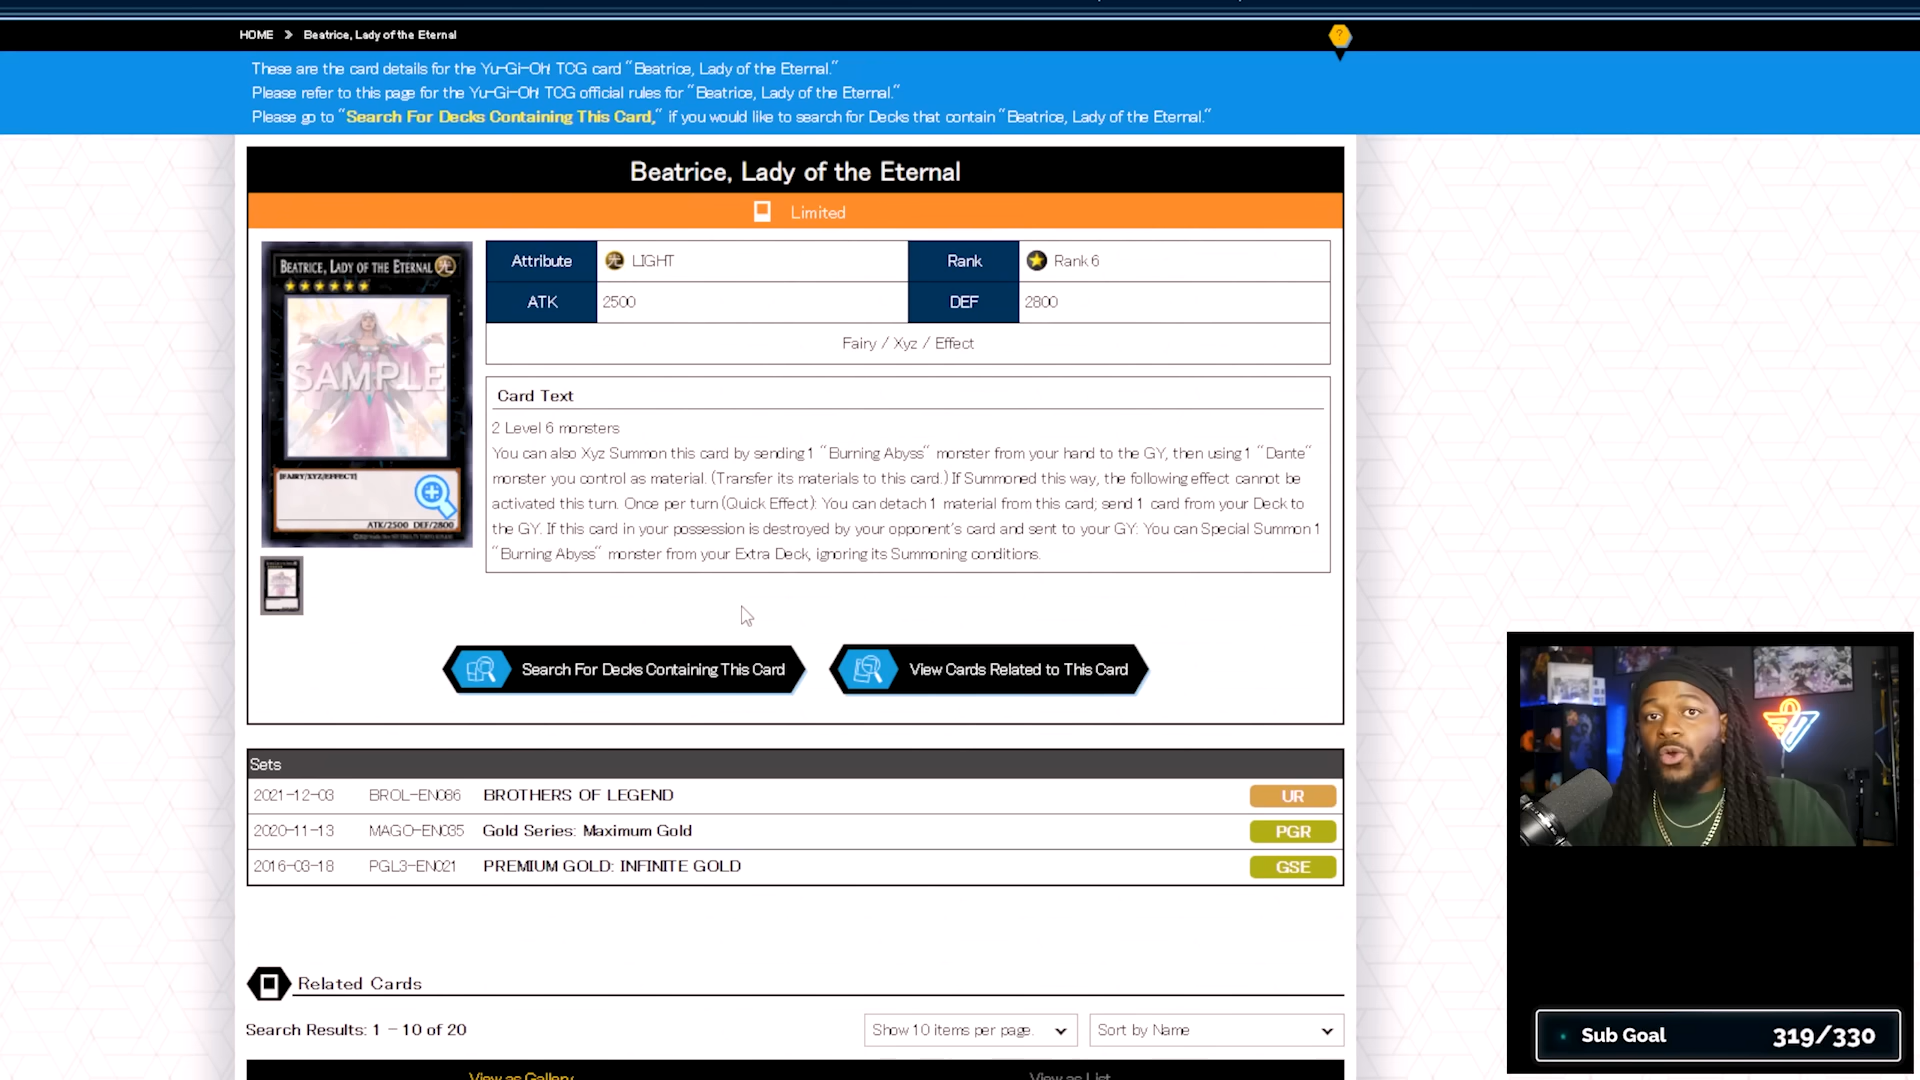 HOME » Beatrice, Lady of the Eternal
?
These are the card details for the Yu-Gi-Oh! TCG card "Beatrice, Lady of the Eternal."
Please refer to this page for the Yu-Gi-Oh! TCG official rules for "Beatrice, Lady of the Eternal."
Please go to "Search For Decks Containing This Card," if you would like to search for Decks that contain "Beatrice, Lady of the Eternal."
Beatrice, Lady of the Eternal
Limited
BEATRICE, LADY OF THE ETERNAL 光
SAMPLE
[FAIRY/XYZ/EFFECT]
ATK/2500 DEF/2800
Attribute 光 LIGHT Rank Rank 6
ATK 2500 DEF 2800
Fairy / Xyz / Effect
Card Text
2 Level 6 monsters
You can also Xyz Summon this card by sending 1 "Burning Abyss" monster from your hand to the GY, then using 1 "Dante"
monster you control as material. (Transfer its materials to this card.) If Summoned this way, the following effect cannot be
activated this turn. Once per turn (Quick Effect): You can detach 1 material from this card; send 1 card from your Deck to
the GY. If this card in your possession is destroyed by your opponent's card and sent to your GY: You can Special Summon 1
"Burning Abyss" monster from your Extra Deck, ignoring its Summoning conditions.
Search For Decks Containing This Card
View Cards Related to This Card
Sets
2021-12-03 BROL-EN086 BROTHERS OF LEGEND UR
2020-11-13 MAGO-EN035 Gold Series: Maximum Gold PGR
2016-03-18 PGL3-EN021 PREMIUM GOLD: INFINITE GOLD GSE
Related Cards
Search Results: 1 – 10 of 20
Show 10 items per page.
Sort by Name
View as Gallery
View as List
Sub Goal 319/330